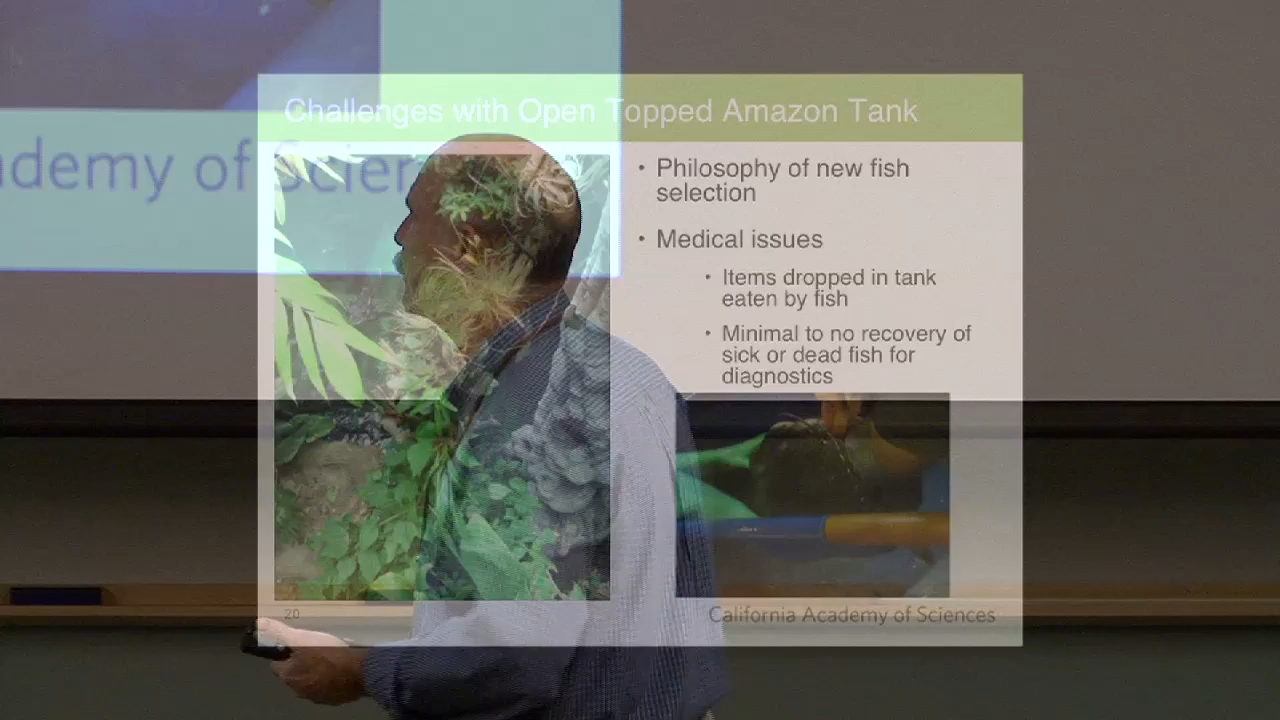 Challenges with Open Topped Amazon Tank
ademy of Scien
• Philosophy of new fish
selection
• Medical issues
• Items dropped in tank
eaten by fish
• Minimal to no recovery of
sick or dead fish for
diagnostics
20
California Academy of Sciences